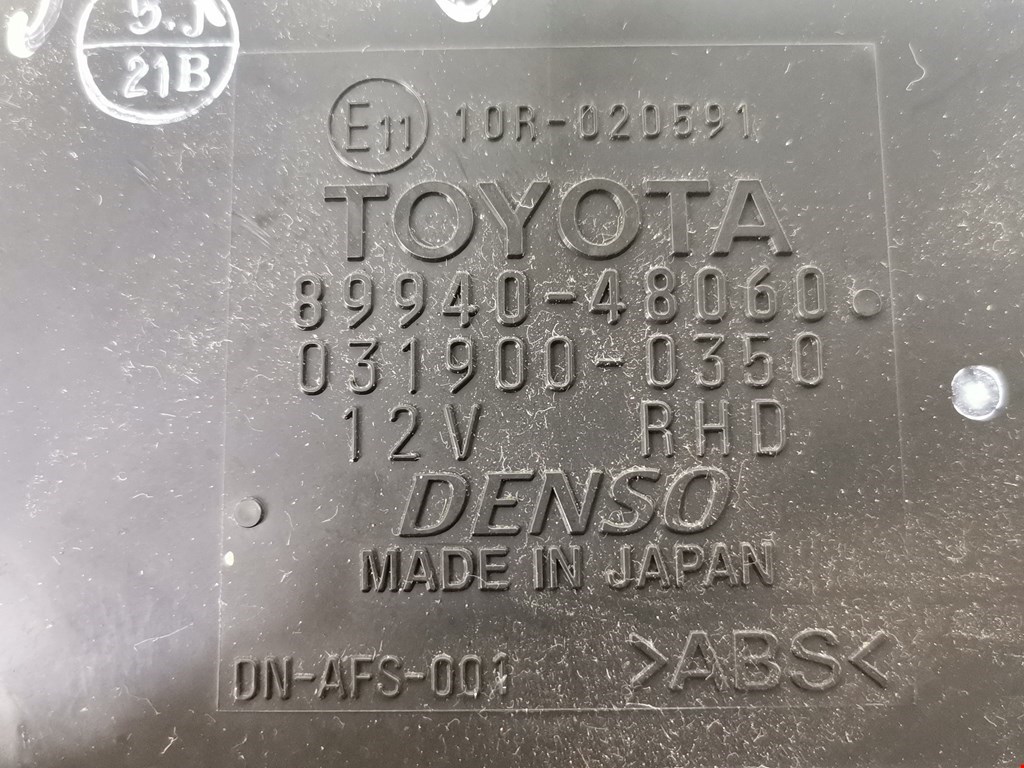 5.J
21B
E11 10R-020591
TOYOTA
89940-48060
031900-0350
12V RHD
DENSO
MADE IN JAPAN
DN-AFS-001 >ABS<